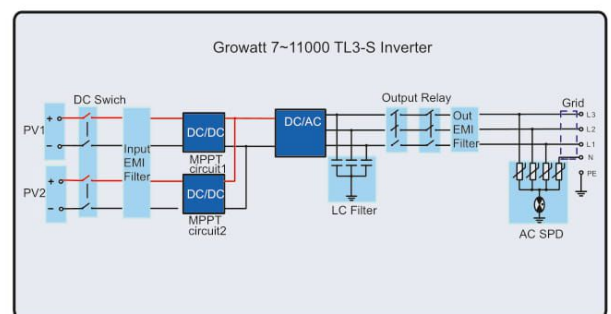 Growatt 7~11000 TL3-S Inverter
DC Swich
Output Relay
Grid
PV1
+
-
PV2
+
-
Input
EMI
Filter
DC/DC
MPPT
circuit1
DC/DC
MPPT
circuit2
DC/AC
LC Filter
Out
EMI
Filter
L3
L2
L1
N
PE
AC SPD